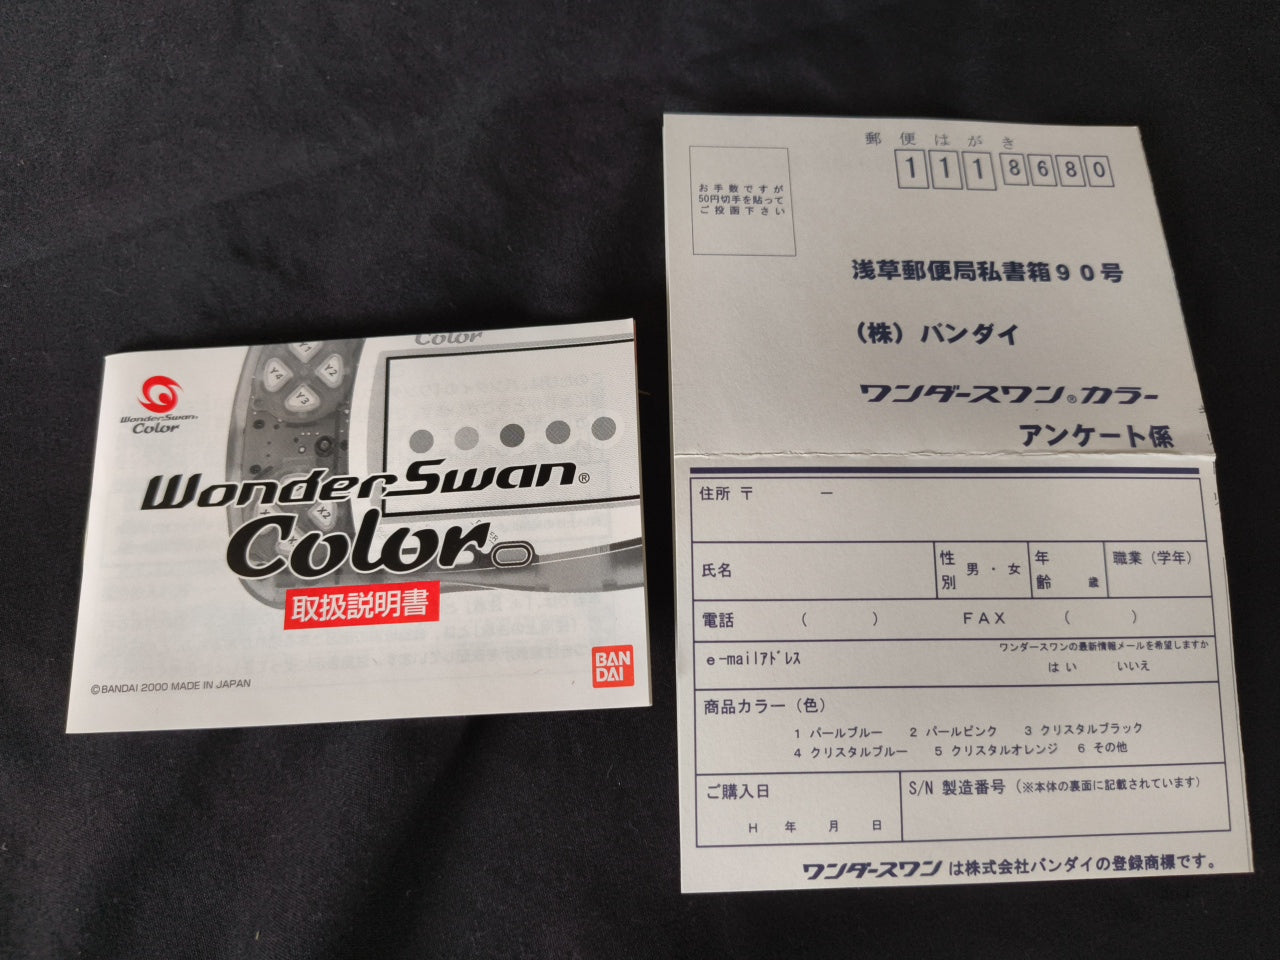 Color
Y1
Y2
Y4
Y3
WonderSwan®
Color
WonderSwan®
Color
X2
取扱説明書
BAN
DAI
©BANDAI 2000 MADE IN JAPAN
郵便はがき
1118680
お手数ですが
50円切手を貼って
ご投函下さい
浅草郵便局私書箱90号
(株)バンダイ
ワンダースワン®カラー
アンケート係
住所 〒 －
氏名
性別 男・女
年齢 歳
職業(学年)
電話 ( ) FAX ( )
e-mailアドレス
ワンダースワンの最新情報メールを希望しますか
はい いいえ
商品カラー(色)
1 パールブルー 2 パールピンク 3 クリスタルブラック
4 クリスタルブルー 5 クリスタルオレンジ 6 その他
ご購入日
H 年 月 日
S/N 製造番号(※本体の裏面に記載されています)
ワンダースワンは株式会社バンダイの登録商標です。